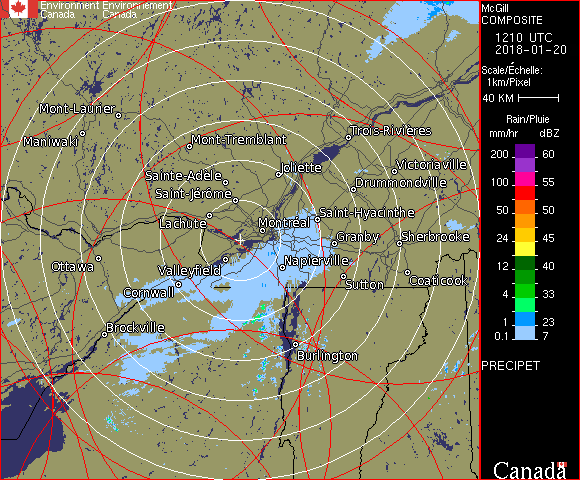 Environment Environnement
Canada Canada
McGill
COMPOSITE
1210 UTC
2018-01-20
Scale/Échelle:
1km/Pixel
40 KM
Rain/Pluie
mm/hr dBZ
200 60
155 -55
100 55
50 50
24 45
12 40
4 33
1 23
0.1 7
PRECIPET
Canada
Mont-Laurier
Maniwaki
Mont-Tremblant
Trois-Rivières
Joliette
Victoriaville
Sainte-Adèle
Drummondville
Saint-Jérôme
Saint-Hyacinthe
Lachute
Montréal
Granby
Sherbrooke
Ottawa
Valleyfield
Napierville
Cornwall
Sutton
Coaticook
Brockville
Burlington